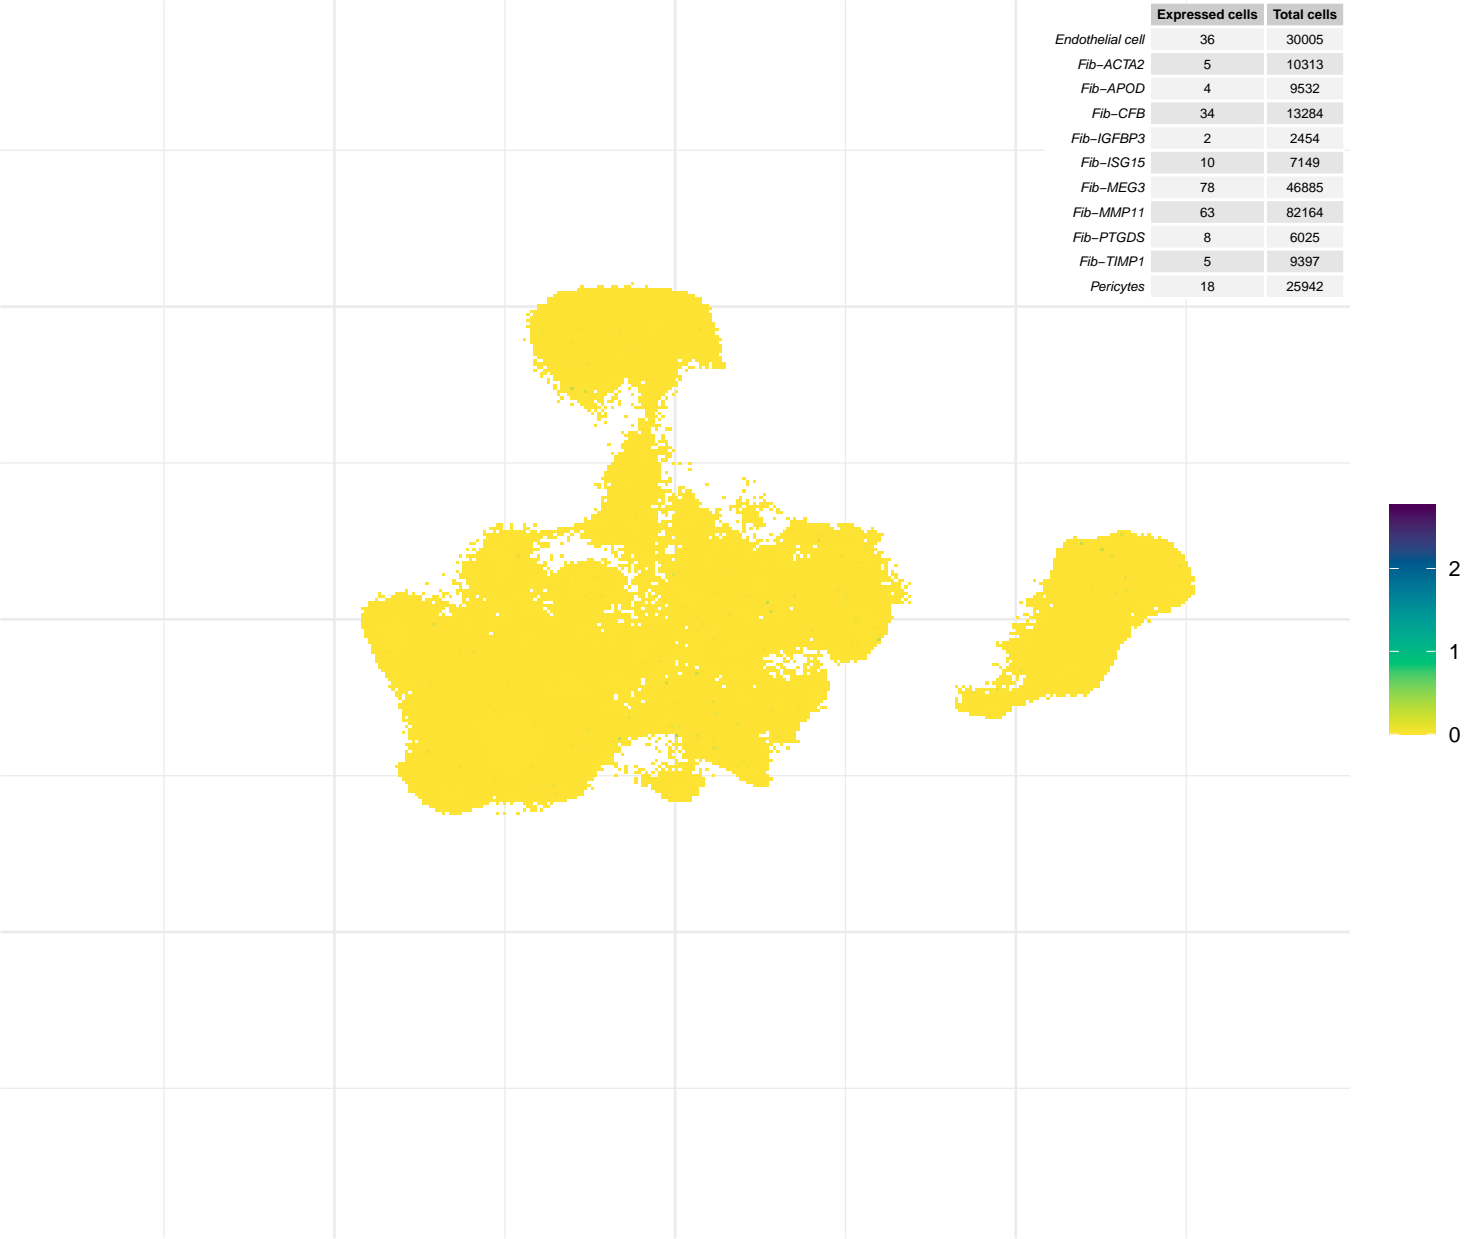 Expressed cells Total cells
Endothelial cell 36 30005
Fib−ACTA2 5 10313
Fib−APOD 4 9532
Fib−CFB 34 13284
Fib−IGFBP3 2 2454
Fib−ISG15 10 7149
Fib−MEG3 78 46885
Fib−MMP11 63 82164
Fib−PTGDS 8 6025
Fib−TIMP1 5 9397
Pericytes 18 25942
2
1
0